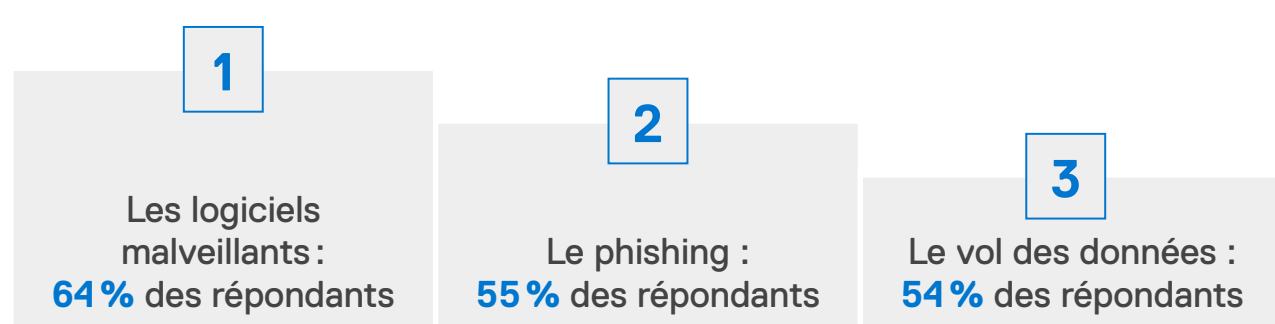 1
Les logiciels
malveillants :
64 % des répondants
2
Le phishing :
55 % des répondants
3
Le vol des données :
54 % des répondants